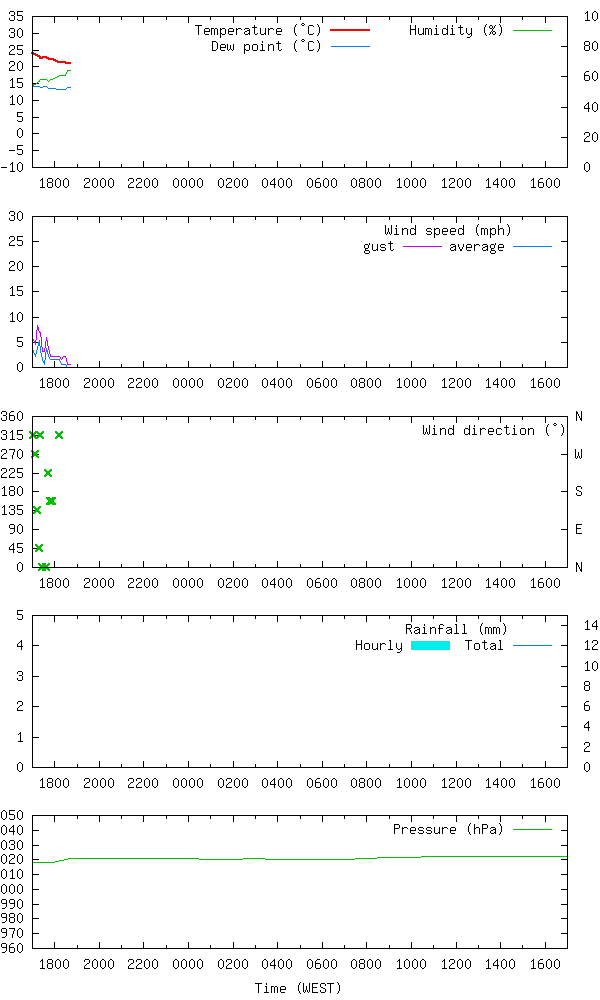 35 Temperature (°C) Humidity (%) 10
30 Dew point (°C) 80
25
20 60
15
10 40
5
0 20
-5
-10 0
1800 2000 2200 0000 0200 0400 0600 0800 1000 1200 1400 1600
30 Wind speed (mph)
25 gust average
20
15
10
5
0
1800 2000 2200 0000 0200 0400 0600 0800 1000 1200 1400 1600
360 Wind direction (°) N
315
270 W
225
180 S
135
90 E
45
0 N
1800 2000 2200 0000 0200 0400 0600 0800 1000 1200 1400 1600
5 Rainfall (mm) 14
4 Hourly Total 12
10
3 8
2 6
4
1 2
0 0
1800 2000 2200 0000 0200 0400 0600 0800 1000 1200 1400 1600
050 Pressure (hPa)
040
030
020
010
000
990
980
970
960
1800 2000 2200 0000 0200 0400 0600 0800 1000 1200 1400 1600
Time (WEST)